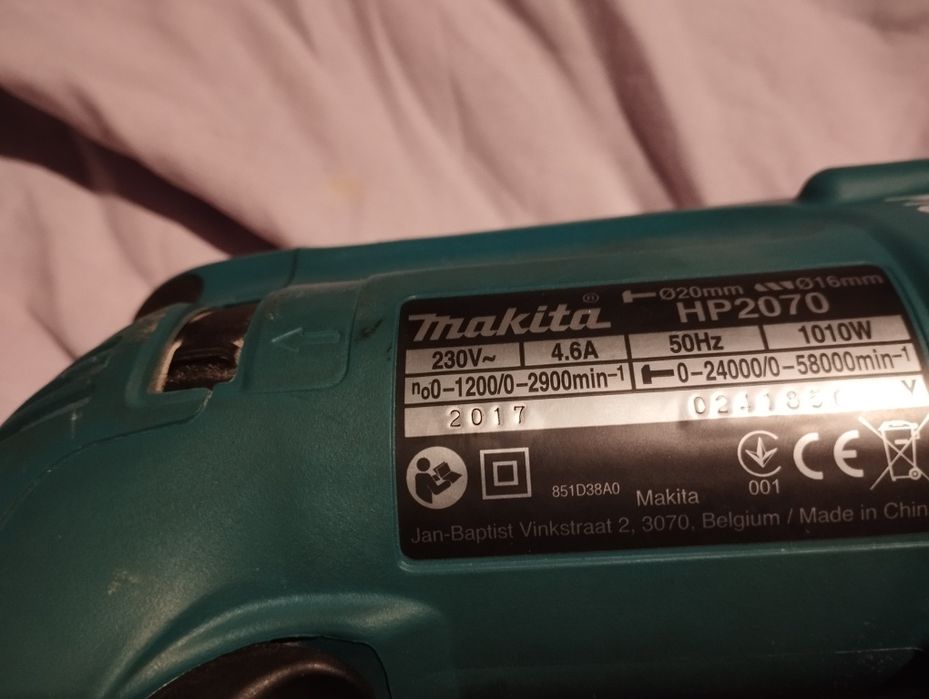 Ø20mm Ø16mm
makita® HP2070
230V~ 4.6A 50Hz 1010W
n₀0-1200/0-2900min⁻¹ 0-24000/0-58000min⁻¹
2017 Y
851D38A0 Makita 001 CE
Jan-Baptist Vinkstraat 2, 3070, Belgium / Made in Chin